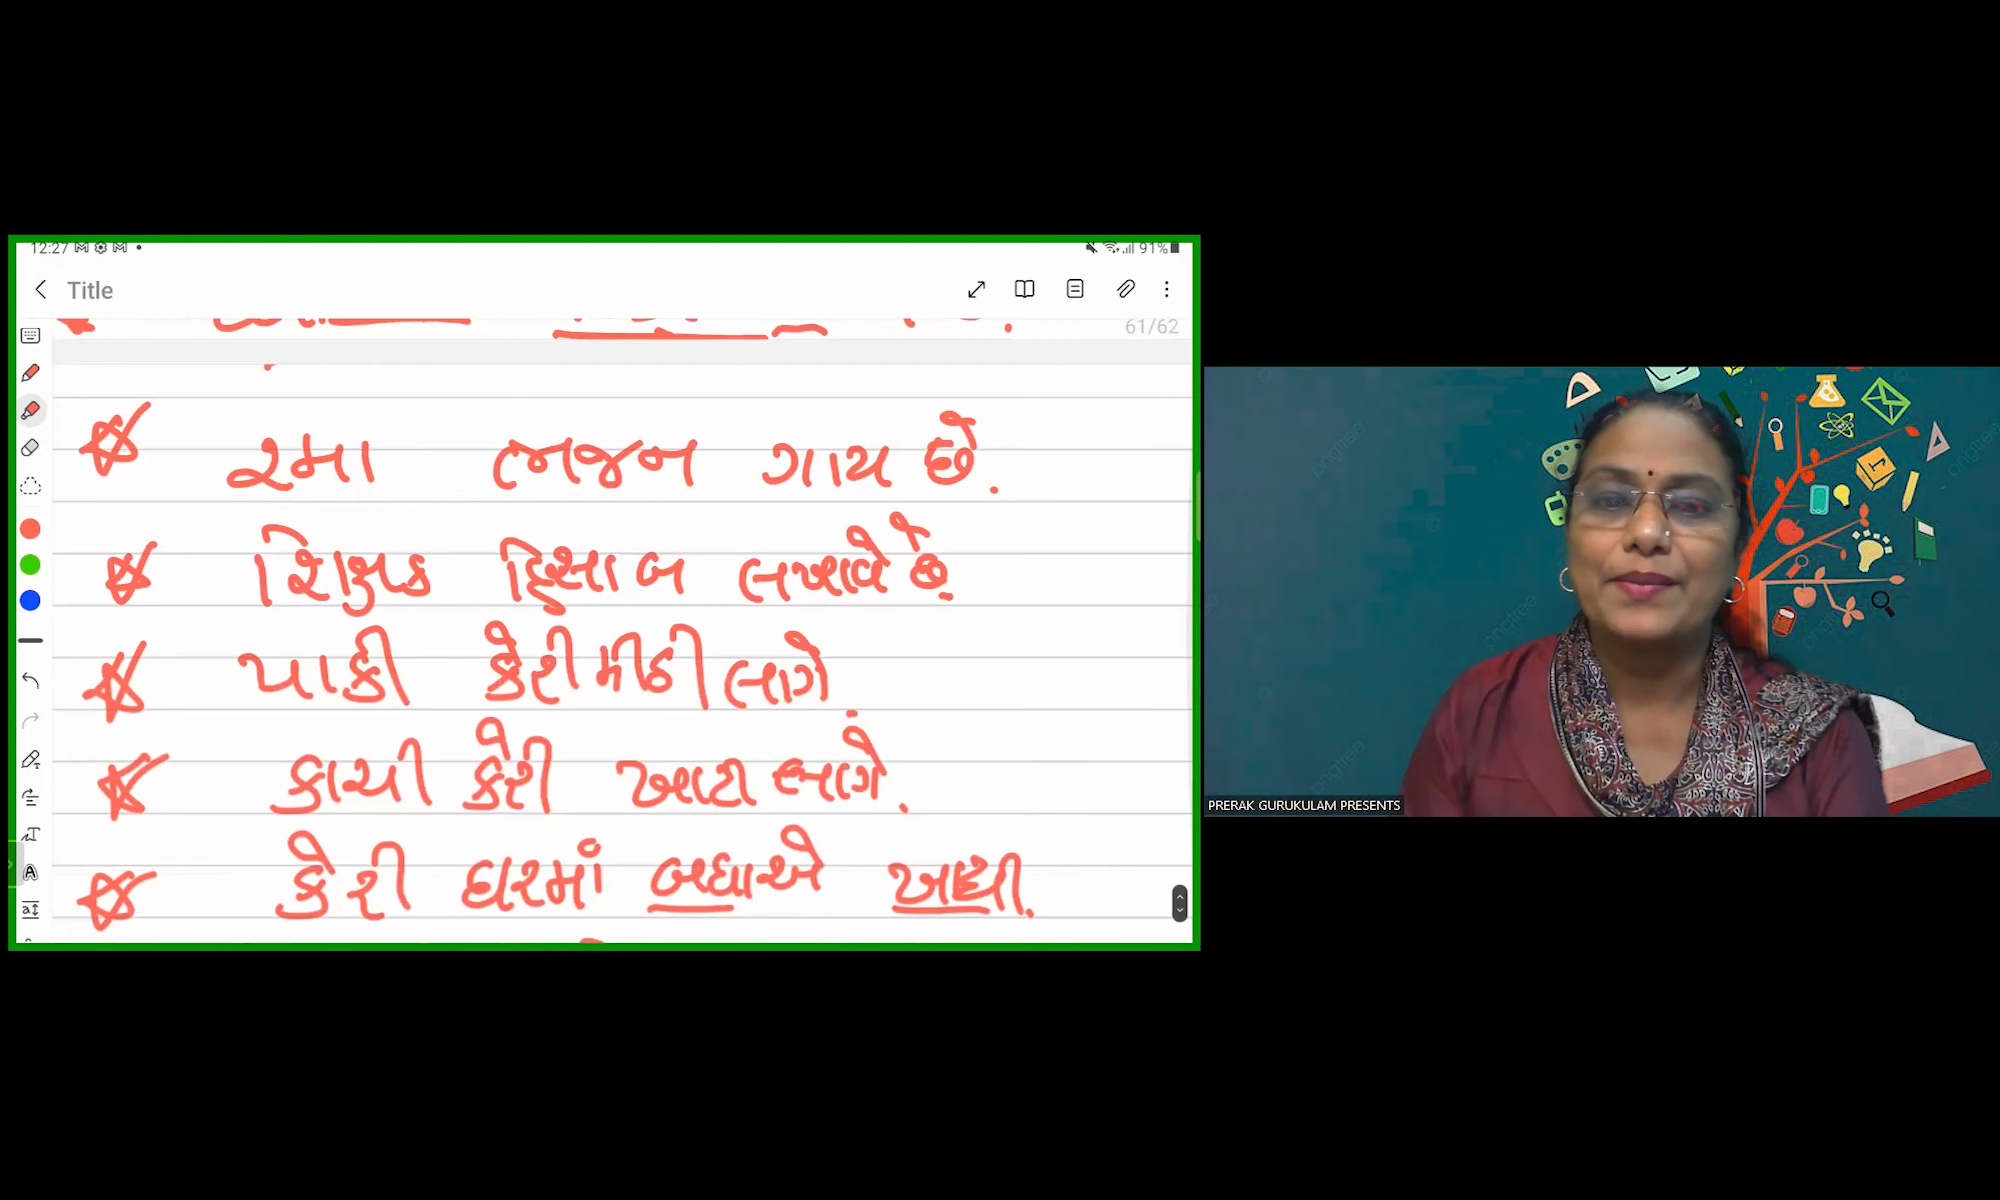 12:27
91%
Title
61/62
રમા ભજન ગાય છે.
શિક્ષક હિસાબ લખાવે છે.
પાકી કેરી મીઠી લાગે.
કાચી કેરી ખાટી લાગે.
કેરી ઘરમાં બધાએ ખાધી.
PRERAK GURUKULAM PRESENTS